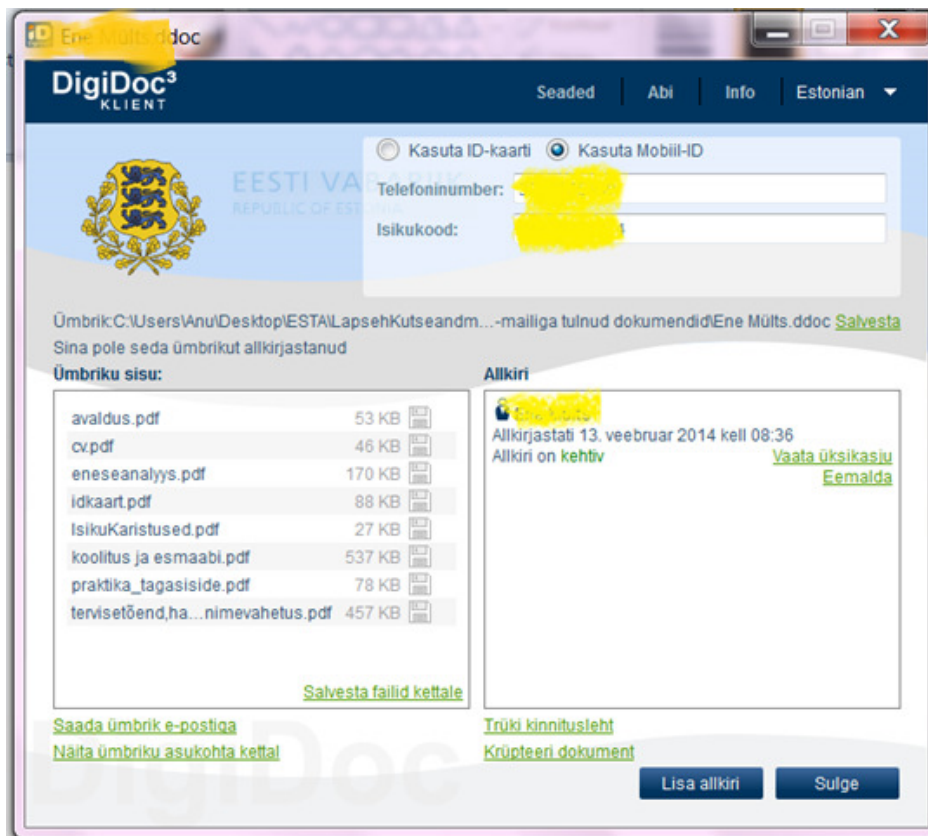 Ene .ddoc
DigiDoc³
KLIENT
Seaded Abi Info Estonian
Kasuta ID-kaarti Kasuta Mobiil-ID
EESTI VABARIIK
REPUBLIC OF ESTONIA
Telefoninumber:
Isikukood:
Ümbrik:C:\Users\Anu\Desktop\ESTA\LapsehKutseandm...-mailiga tulnud dokumendid\Ene Mülts.ddoc Salvesta
Sina pole seda ümbrikut allkirjastanud
Ümbriku sisu:
avaldus.pdf 53 KB
cv.pdf 46 KB
eneseanalyys.pdf 170 KB
idkaart.pdf 88 KB
IsikuKaristused.pdf 27 KB
koolitus ja esmaabi.pdf 537 KB
praktika_tagasiside.pdf 78 KB
tervisetõend,ha...nimevahetus.pdf 457 KB
Salvesta failid kettale
Allkiri
Allkirjastati 13. veebruar 2014 kell 08:36
Allkiri on kehtiv
Vaata üksikasju
Eemalda
Saada ümbrik e-postiga
Näita ümbriku asukohta kettal
Trüki kinnitusleht
Krüpteeri dokument
DigiDoc
Lisa allkiri Sulge